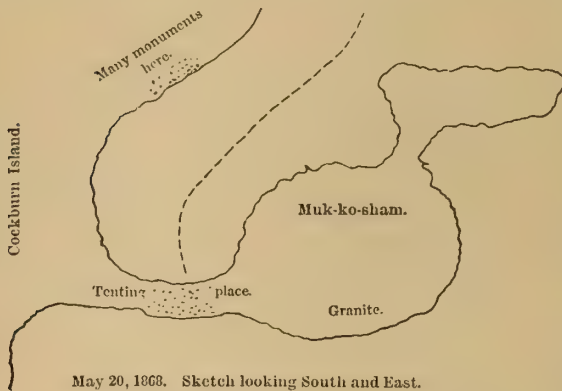 Many monuments
here.
Cockburn Island.
Muk-ko-sham.
Tenting place.
Granite.
May 20, 1868. Sketch looking South and East.